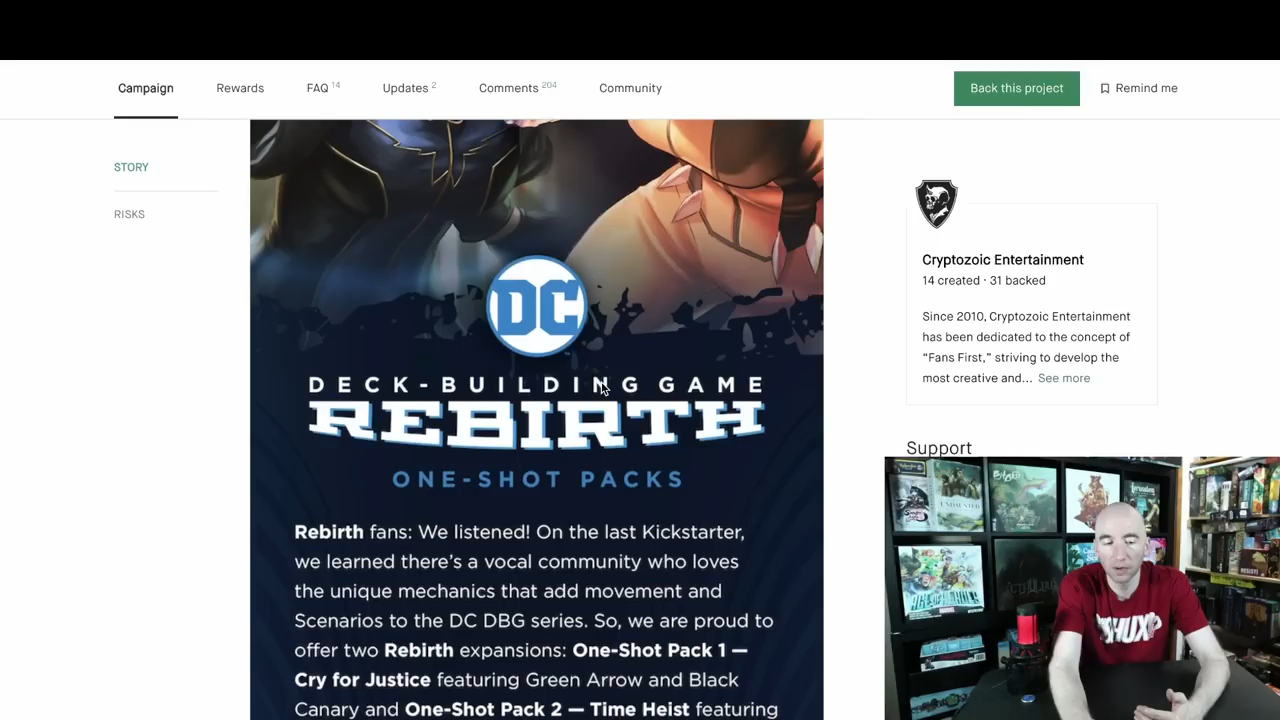 Campaign
Rewards
FAQ 14
Updates 2
Comments 204
Community
Back this project
Remind me
STORY
RISKS
DC
DECK-BUILDING GAME
REBIRTH
ONE-SHOT PACKS
Rebirth fans: We listened! On the last Kickstarter,
we learned there's a vocal community who loves
the unique mechanics that add movement and
Scenarios to the DC DBG series. So, we are proud to
offer two Rebirth expansions: One-Shot Pack 1 —
Cry for Justice featuring Green Arrow and Black
Canary and One-Shot Pack 2 — Time Heist featuring
Cryptozoic Entertainment
14 created · 31 backed
Since 2010, Cryptozoic Entertainment
has been dedicated to the concept of
“Fans First,” striving to develop the
most creative and... See more
Support
UNDAUNTED
SHUX